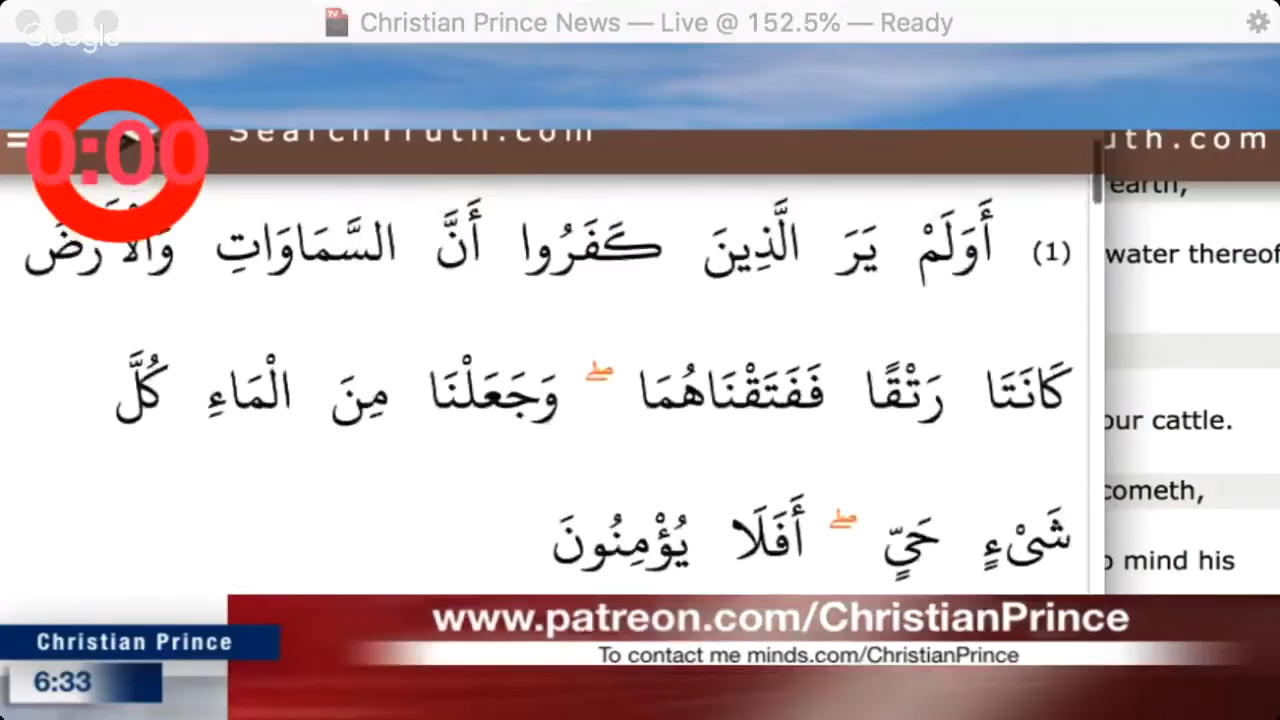 Christian Prince News — Live @ 152.5% — Ready
Google
0:00
SearchTruth.com
uth.com
earth,
(1) أَوَلَمْ يَرَ الَّذِينَ كَفَرُوا أَنَّ السَّمَاوَاتِ وَالْأَرْضَ
water thereof
كَانَتَا رَتْقًا فَفَتَقْنَاهُمَا ۖ وَجَعَلْنَا مِنَ الْمَاءِ كُلَّ
our cattle.
cometh,
شَىْءٍ حَيٍّ ۖ أَفَلَا يُؤْمِنُونَ
o mind his
www.patreon.com/ChristianPrince
Christian Prince
To contact me minds.com/ChristianPrince
6:33